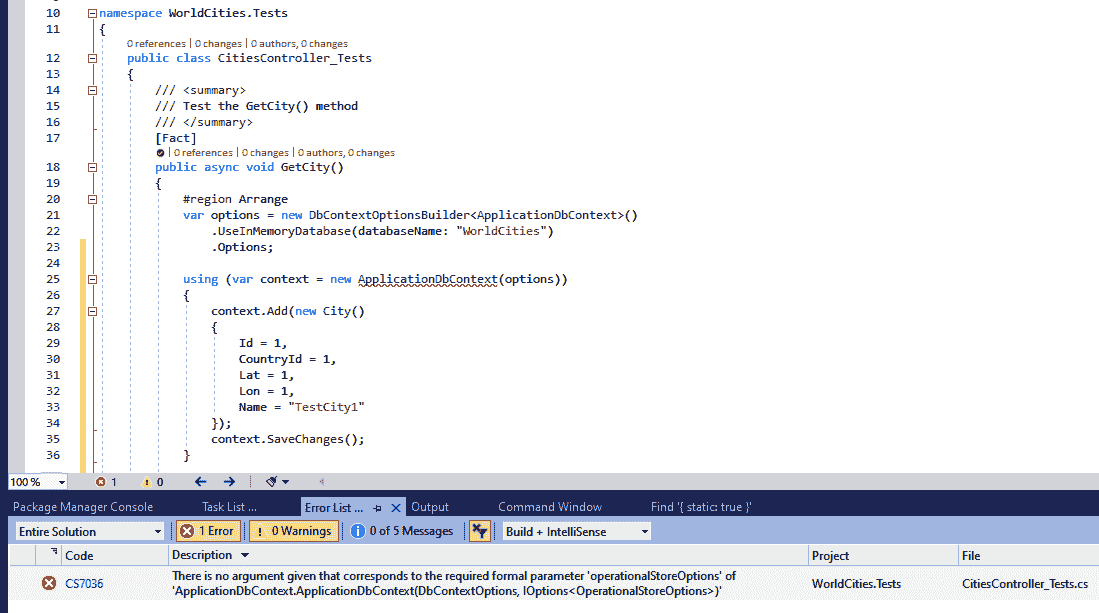 10 namespace WorldCities.Tests
11 {
0 references | 0 changes | 0 authors, 0 changes
12 public class CitiesController_Tests
13 {
14 /// <summary>
15 /// Test the GetCity() method
16 /// </summary>
17 [Fact]
| 0 references | 0 changes | 0 authors, 0 changes
18 public async void GetCity()
19 {
20 #region Arrange
21 var options = new DbContextOptionsBuilder<ApplicationDbContext>()
22 .UseInMemoryDatabase(databaseName: "WorldCities")
23 .Options;
24
25 using (var context = new ApplicationDbContext(options))
26 {
27 context.Add(new City()
28 {
29 Id = 1,
30 CountryId = 1,
31 Lat = 1,
32 Lon = 1,
33 Name = "TestCity1"
34 });
35 context.SaveChanges();
36 }
100 % 1 0
Package Manager Console Task List ... Error List ... Output Command Window Find '{ static: true }'
Entire Solution 1 Error 0 Warnings 0 of 5 Messages Build + IntelliSense
Code Description Project File
CS7036 There is no argument given that corresponds to the required formal parameter 'operationalStoreOptions' of WorldCities.Tests CitiesController_Tests.cs
'ApplicationDbContext.ApplicationDbContext(DbContextOptions, IOptions<OperationalStoreOptions>)'